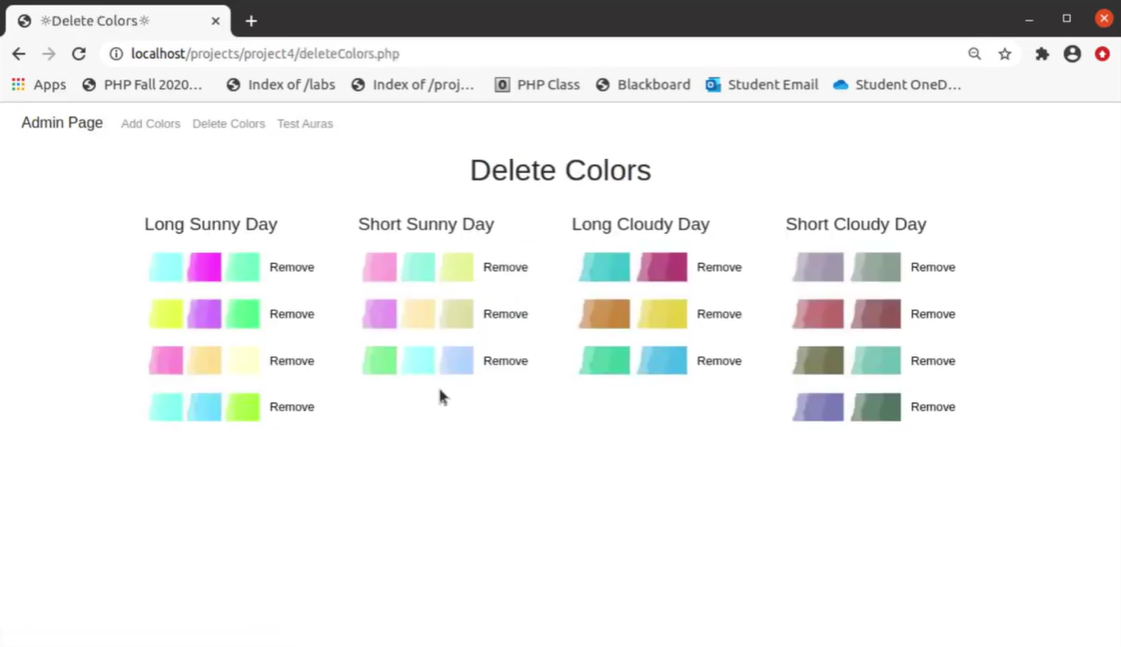 ☼Delete Colors☼
localhost/projects/project4/deleteColors.php
Apps PHP Fall 2020... Index of /labs Index of /proj... PHP Class Blackboard Student Email Student OneD...
Admin Page Add Colors Delete Colors Test Auras
Delete Colors
Long Sunny Day Short Sunny Day Long Cloudy Day Short Cloudy Day
Remove Remove Remove Remove
Remove Remove Remove Remove
Remove Remove Remove Remove
Remove Remove